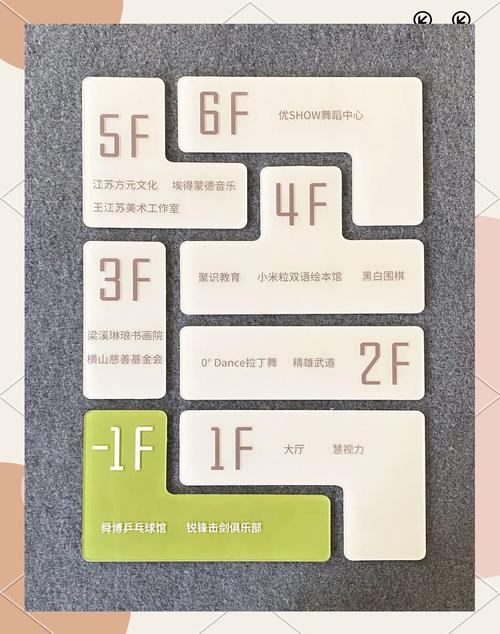 6F
优SHOW舞蹈中心
5F
江苏方元文化 埃得蒙德音乐
王江苏美术工作室
4F
聚识教育 小米粒双语绘本馆 黑白围棋
3F
梁溪琳琅书画院
横山慈善基金会
2F
0° Dance拉丁舞 精雄武道
1F
大厅 慧视力
-1F
舜博乒乓球馆 锐锋击剑俱乐部